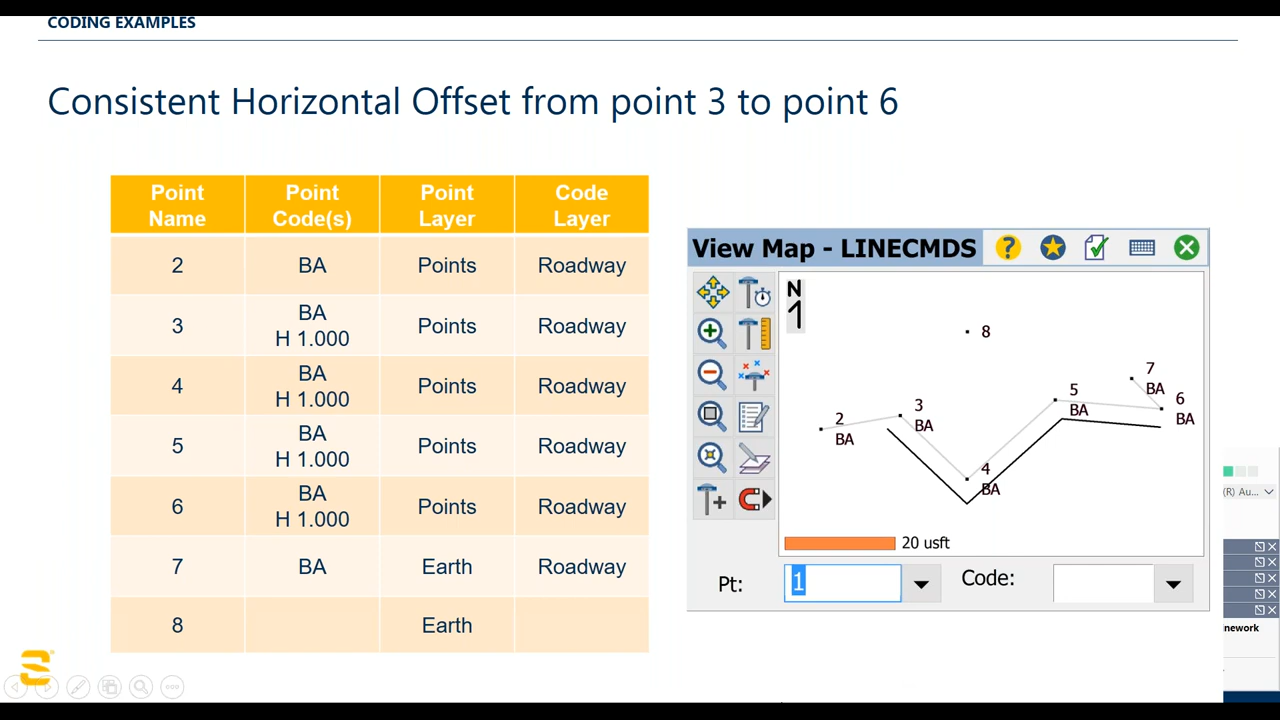 CODING EXAMPLES
Consistent Horizontal Offset from point 3 to point 6
Point Name
Point Code(s)
Point Layer
Code Layer
2
BA
Points
Roadway
3
BA
H 1.000
Points
Roadway
4
BA
H 1.000
Points
Roadway
5
BA
H 1.000
Points
Roadway
6
BA
H 1.000
Points
Roadway
7
BA
Earth
Roadway
8
Earth
View Map - LINECMDS
?
N
1
8
7
BA
5
BA
6
BA
3
BA
2
BA
4
BA
20 usft
Pt:
1
Code:
(R) Au...
nework